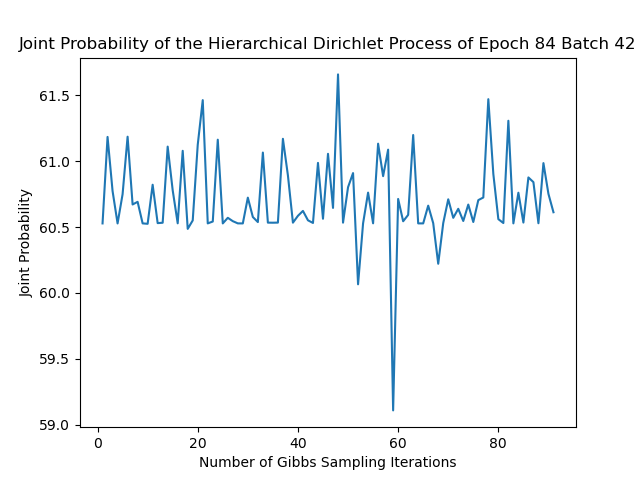 Joint Probability of the Hierarchical Dirichlet Process of Epoch 84 Batch 42
61.5
61.0
60.5
60.0
59.5
59.0
Joint Probability
0 20 40 60 80
Number of Gibbs Sampling Iterations